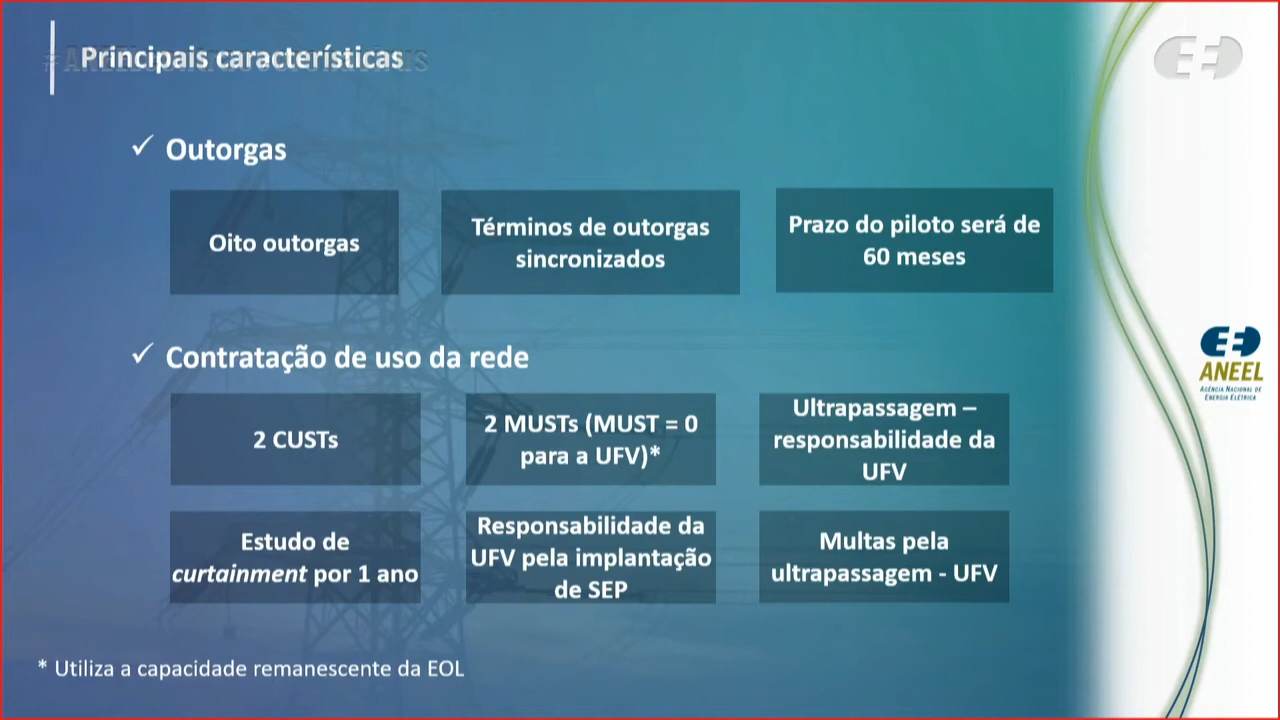 Principais características
✓ Outorgas
Oito outorgas
Términos de outorgas
sincronizados
Prazo do piloto será de
60 meses
✓ Contratação de uso da rede
2 CUSTs
2 MUSTs (MUST = 0
para a UFV)*
Ultrapassagem –
responsabilidade da
UFV
Estudo de
curtainment por 1 ano
Responsabilidade da
UFV pela implantação
de SEP
Multas pela
ultrapassagem - UFV
* Utiliza a capacidade remanescente da EOL
ANEEL
AGÊNCIA NACIONAL DE
ENERGIA ELÉTRICA